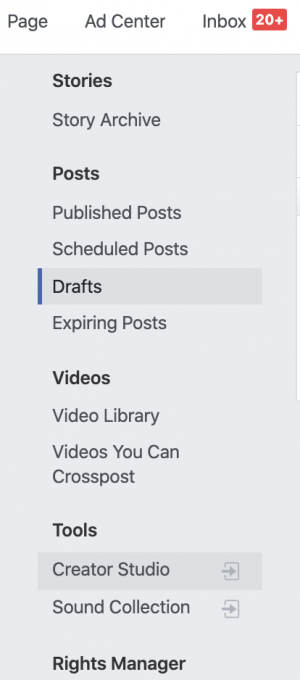 Page Ad Center Inbox 20+
Stories
Story Archive
Posts
Published Posts
Scheduled Posts
Drafts
Expiring Posts
Videos
Video Library
Videos You Can
Crosspost
Tools
Creator Studio
Sound Collection
Rights Manager